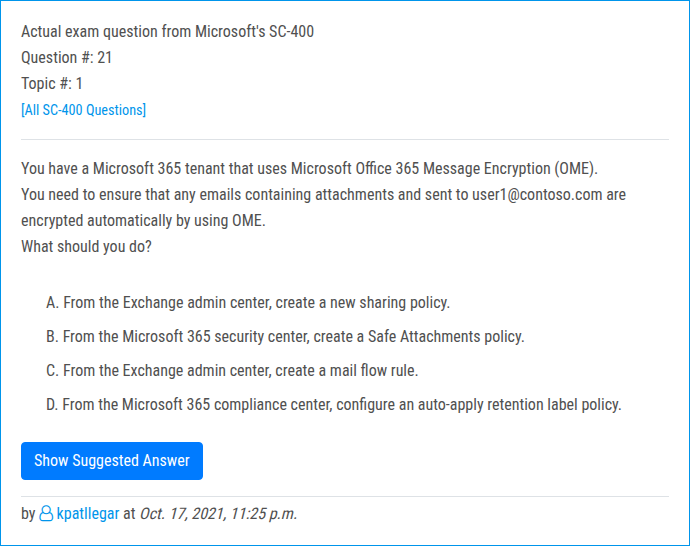 Actual exam question from Microsoft's SC-400
Question #: 21
Topic #: 1
[All SC-400 Questions]
You have a Microsoft 365 tenant that uses Microsoft Office 365 Message Encryption (OME).
You need to ensure that any emails containing attachments and sent to user1@contoso.com are
encrypted automatically by using OME.
What should you do?
A. From the Exchange admin center, create a new sharing policy.
B. From the Microsoft 365 security center, create a Safe Attachments policy.
C. From the Exchange admin center, create a mail flow rule.
D. From the Microsoft 365 compliance center, configure an auto-apply retention label policy.
Show Suggested Answer
by kpatllegar at Oct. 17, 2021, 11:25 p.m.